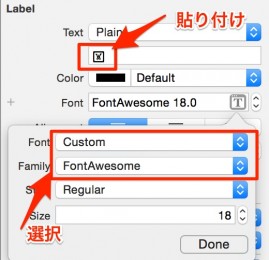 Label
貼り付け
Text Plain
Color Default
Font FontAwesome 18.0
Font Custom
Family FontAwesome
Regular
選択
Size 18
Done